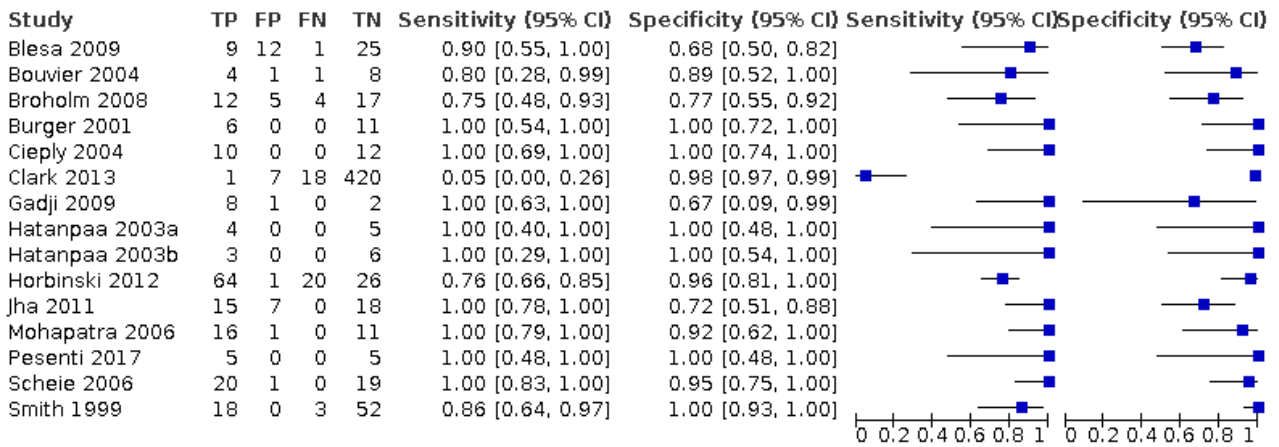 Study TP FP FN TN Sensitivity (95% CI) Specificity (95% CI) Sensitivity (95% CI) Specificity (95% CI)
Blesa 2009 9 12 1 25 0.90 [0.55, 1.00] 0.68 [0.50, 0.82]
Bouvier 2004 4 1 1 8 0.80 [0.28, 0.99] 0.89 [0.52, 1.00]
Broholm 2008 12 5 4 17 0.75 [0.48, 0.93] 0.77 [0.55, 0.92]
Burger 2001 6 0 0 11 1.00 [0.54, 1.00] 1.00 [0.72, 1.00]
Cieply 2004 10 0 0 12 1.00 [0.69, 1.00] 1.00 [0.74, 1.00]
Clark 2013 1 7 18 420 0.05 [0.00, 0.26] 0.98 [0.97, 0.99]
Gadji 2009 8 1 0 2 1.00 [0.63, 1.00] 0.67 [0.09, 0.99]
Hatanpaa 2003a 4 0 0 5 1.00 [0.40, 1.00] 1.00 [0.48, 1.00]
Hatanpaa 2003b 3 0 0 6 1.00 [0.29, 1.00] 1.00 [0.54, 1.00]
Horbinski 2012 64 1 20 26 0.76 [0.66, 0.85] 0.96 [0.81, 1.00]
Jha 2011 15 7 0 18 1.00 [0.78, 1.00] 0.72 [0.51, 0.88]
Mohapatra 2006 16 1 0 11 1.00 [0.79, 1.00] 0.92 [0.62, 1.00]
Pesenti 2017 5 0 0 5 1.00 [0.48, 1.00] 1.00 [0.48, 1.00]
Scheie 2006 20 1 0 19 1.00 [0.83, 1.00] 0.95 [0.75, 1.00]
Smith 1999 18 0 3 52 0.86 [0.64, 0.97] 1.00 [0.93, 1.00]
0 0.2 0.4 0.6 0.8 1 0 0.2 0.4 0.6 0.8 1